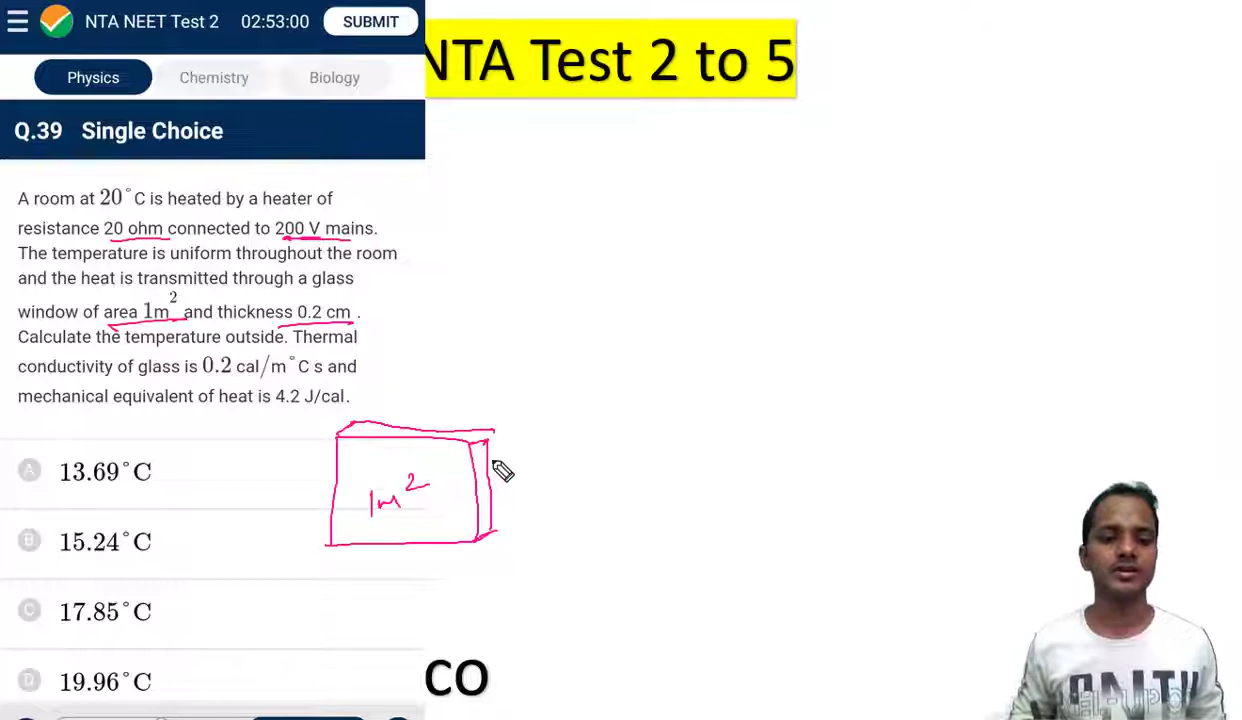 NTA NEET Test 2 02:53:00 SUBMIT
NTA Test 2 to 5
Physics Chemistry Biology
Q.39 Single Choice
A room at 20°C is heated by a heater of
resistance 20 ohm connected to 200 V mains.
The temperature is uniform throughout the room
and the heat is transmitted through a glass
window of area 1m² and thickness 0.2 cm .
Calculate the temperature outside. Thermal
conductivity of glass is 0.2 cal/m°C s and
mechanical equivalent of heat is 4.2 J/cal.
A 13.69°C
1m²
B 15.24°C
C 17.85°C
D 19.96°C
co